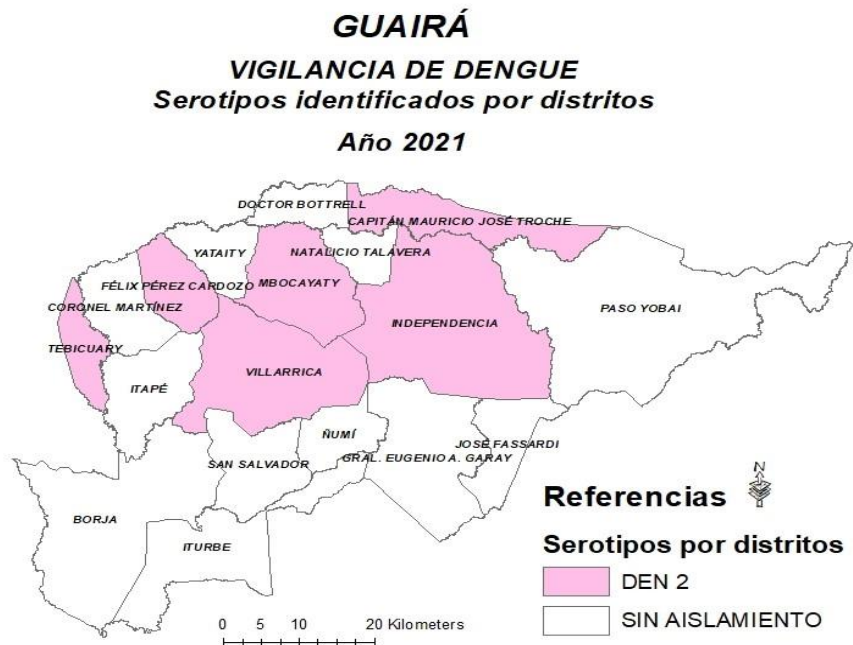 GUAIRÁ
VIGILANCIA DE DENGUE
Serotipos identificados por distritos
Año 2021
DOCTOR BOTTRELL
CAPITÁN MAURICIO JOSÉ TROCHE
YATAITY
NATALICIO TALAVERA
FÉLIX PÉREZ CARDOZO
MBOCAYATY
CORONEL MARTÍNEZ
PASO YOBAI
INDEPENDENCIA
TEBICUARY
VILLARRICA
ITAPÉ
ÑUMÍ
JOSÉ FASSARDI
GRAL. EUGENIO A. GARAY
SAN SALVADOR
BORJA
ITURBE
N
Referencias
Serotipos por distritos
DEN 2
SIN AISLAMIENTO
0 5 10 20 Kilometers